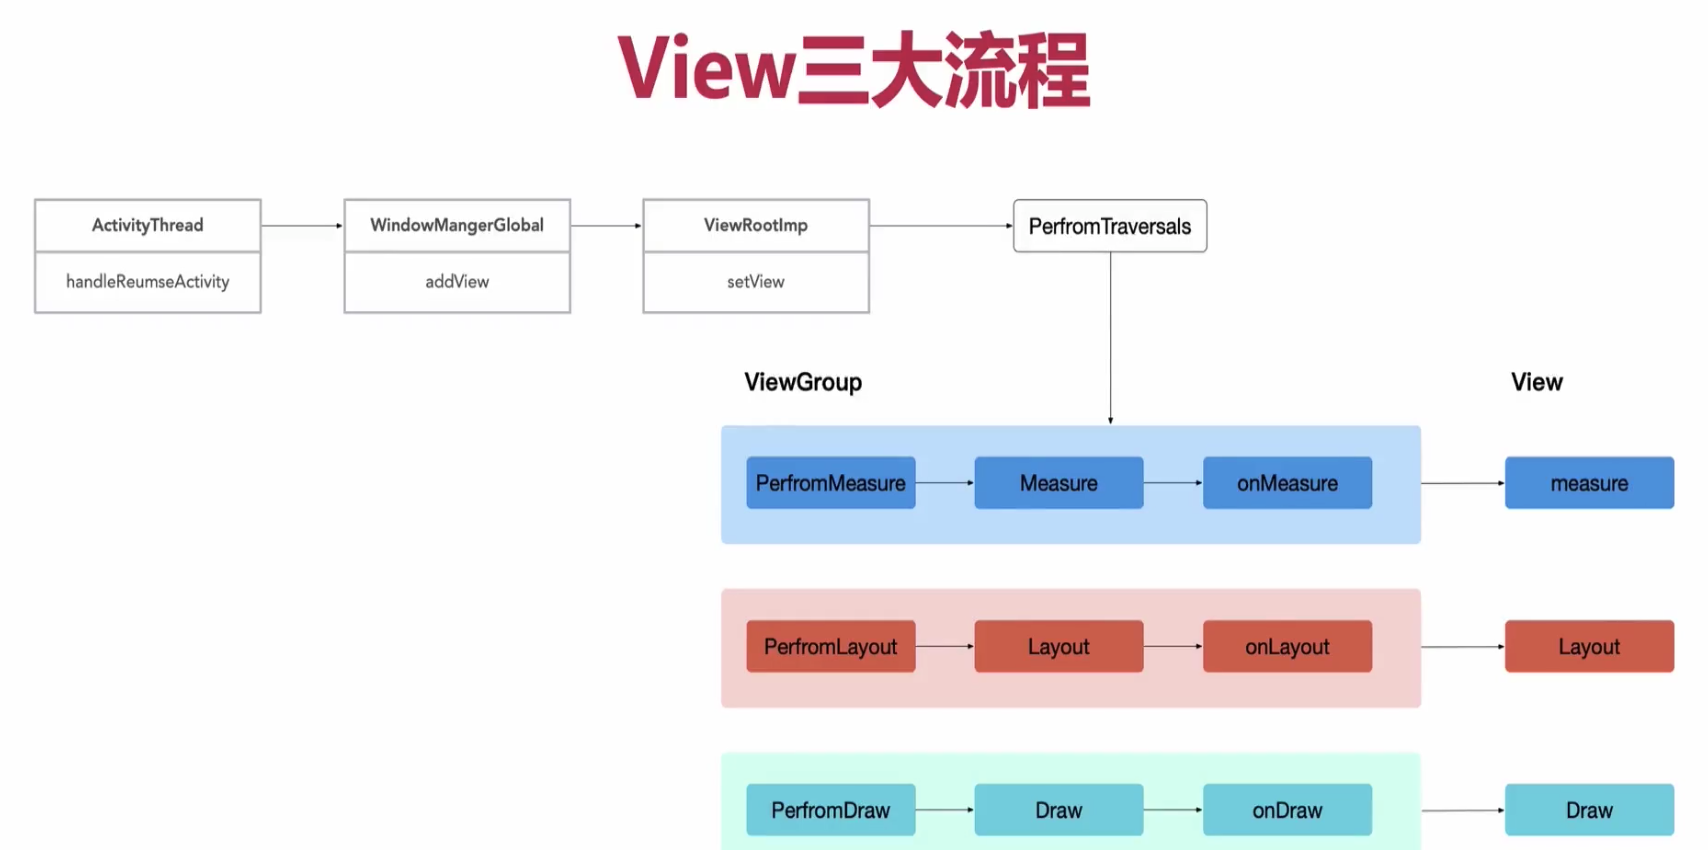 View三大流程
ActivityThread
WindowMangerGlobal
ViewRootImp
PerfromTraversals
handleReumseActivity
addView
setView
ViewGroup
View
PerfromMeasure
Measure
onMeasure
measure
PerfromLayout
Layout
onLayout
Layout
PerfromDraw
Draw
onDraw
Draw